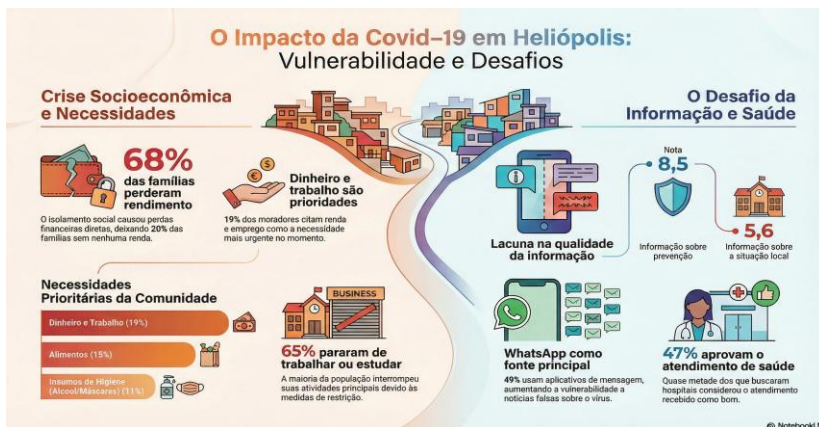 O Impacto da Covid–19 em Heliópolis:
Vulnerabilidade e Desafios
Crise Socioeconômica
e Necessidades
68%
das famílias
perderam
rendimento
O isolamento social causou perdas
financeiras diretas, deixando 20% das
famílias sem nenhuma renda.
Dinheiro e
trabalho são
prioridades
19% dos moradores citam renda
e emprego como a necessidade
mais urgente no momento.
Necessidades
Prioritárias da Comunidade
Dinheiro e Trabalho (19%)
Alimentos (15%)
Insumos de Higiene
(Álcool/Máscares) (11%)
BUSINESS
65% pararam de
trabalhar ou estudar
A maioria da população interrompeu
suas atividades principais devido às
medidas de restrição.
O Desafio da
Informação e Saúde
Lacuna na qualidade
da informação
Nota
8,5
Informação sobre
prevenção
5,6
Informação sobre
a situação local
WhatsApp como
fonte principal
49% usam aplicativos de mensagem,
aumentando a vulnerabilidade a
notícias falsas sobre o vírus.
47% aprovam o
atendimento de saúde
Quase metade dos que buscaram
hospitais considerou o atendimento
recebido como bom.